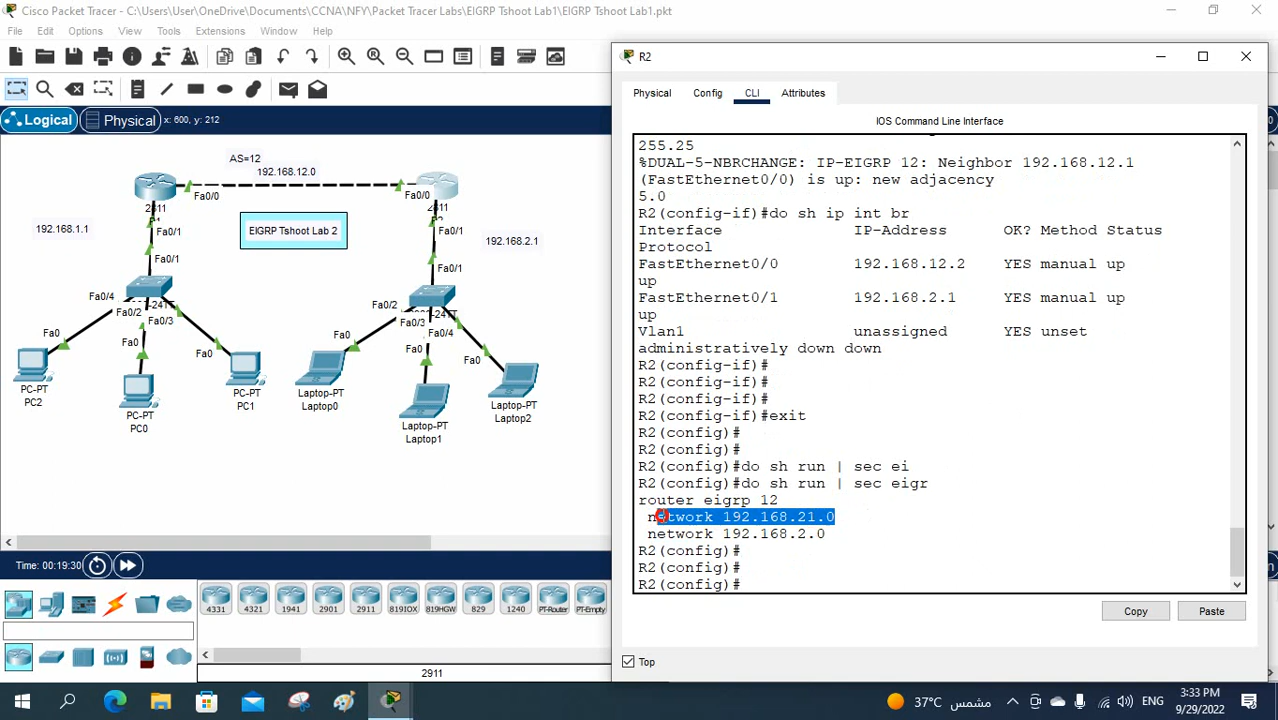 Cisco Packet Tracer - C:\Users\User\OneDrive\Documents\CCNA\NFY\Packet Tracer Labs\EIGRP Tshoot Lab1\EIGRP Tshoot Lab1.pkt
File Edit Options View Tools Extensions Window Help
Logical Physical x: 600, y: 212
AS=12
192.168.12.0
Fa0/0 Fa0/0
2811 2811
192.168.1.1
Fa0/1
EIGRP Tshoot Lab 2
Fa0/1
192.168.2.1
Fa0/1 Fa0/1
Fa0/4
Fa0/2
Fa0/3
Fa0/2
Fa0/3
Fa0/4
Fa0 Fa0 Fa0 Fa0 Fa0 Fa0
PC-PT
PC2
PC-PT
PC0
PC-PT
PC1
Laptop-PT
Laptop0
Laptop-PT
Laptop1
Laptop-PT
Laptop2
Time: 00:19:30
4331 4321 1941 2901 2911 819IOX 819HGW 829 1240 PT-Router PT-Empty
2911
R2
Physical Config CLI Attributes
IOS Command Line Interface
255.25
%DUAL-5-NBRCHANGE: IP-EIGRP 12: Neighbor 192.168.12.1
(FastEthernet0/0) is up: new adjacency
5.0
R2(config-if)#do sh ip int br
Interface IP-Address OK? Method Status
Protocol
FastEthernet0/0 192.168.12.2 YES manual up
up
FastEthernet0/1 192.168.2.1 YES manual up
up
Vlan1 unassigned YES unset
administratively down down
R2(config-if)#
R2(config-if)#
R2(config-if)#
R2(config-if)#exit
R2(config)#
R2(config)#
R2(config)#do sh run | sec ei
R2(config)#do sh run | sec eigr
router eigrp 12
network 192.168.21.0
network 192.168.2.0
R2(config)#
R2(config)#
R2(config)#
Copy Paste
Top
37° مشمس
ENG
3:33 PM
9/29/2022